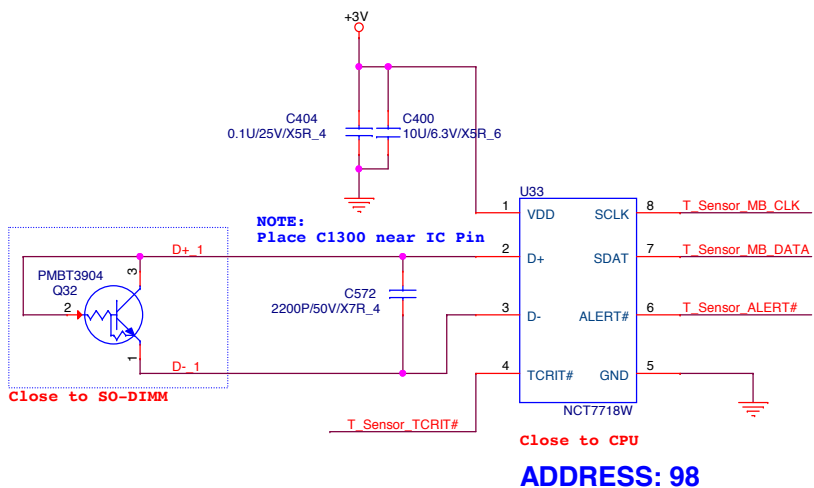 +3V
C404
0.1U/25V/X5R_4
C400
10U/6.3V/X5R_6
U33
NOTE:
Place C1300 near IC Pin
1
VDD
SCLK
8
T_Sensor_MB_CLK
D+_1
2
D+
SDAT
7
T_Sensor_MB_DATA
PMBT3904
Q32
3
2
1
C572
2200P/50V/X7R_4
3
D-
ALERT#
6
T_Sensor_ALERT#
D-_1
4
TCRIT#
GND
5
Close to SO-DIMM
NCT7718W
T_Sensor_TCRIT#
Close to CPU
ADDRESS: 98